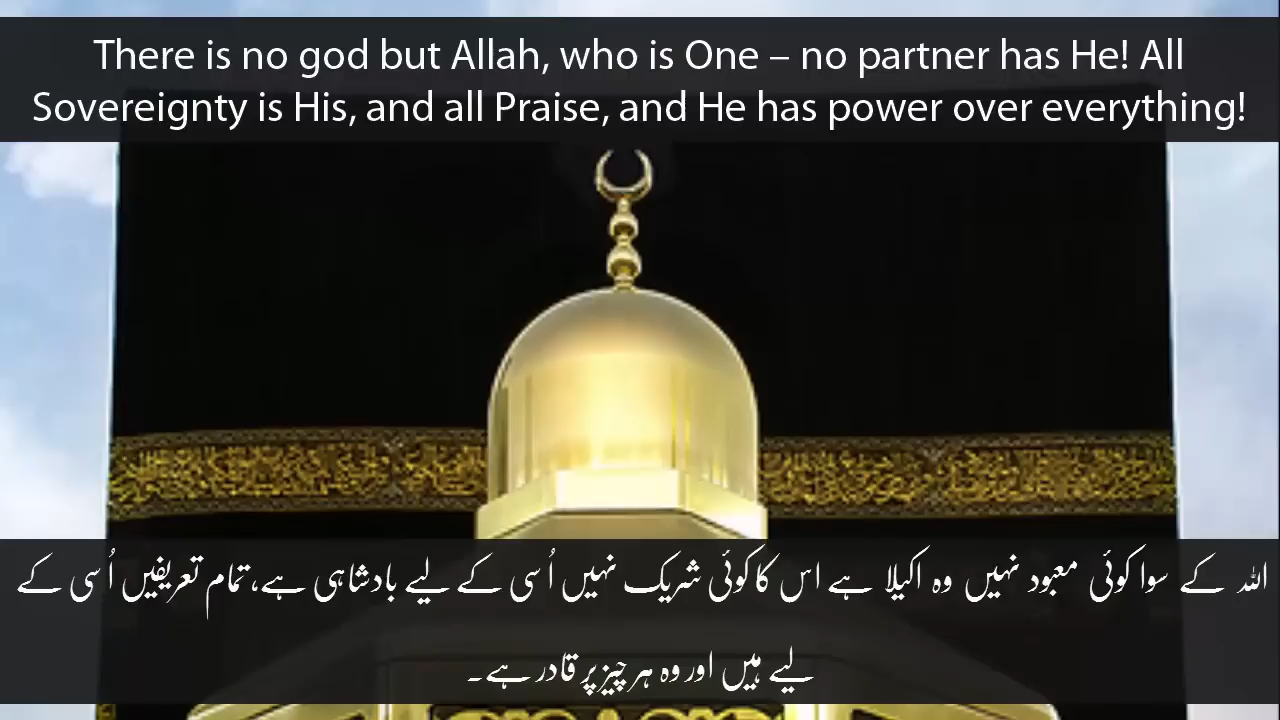 There is no god but Allah, who is One – no partner has He! All
Sovereignty is His, and all Praise, and He has power over everything!
اللہ کے سوا کوئی معبود نہیں وہ اکیلا ہے اس کا کوئی شریک نہیں اُسی کے لیے بادشاہی ہے، تمام تعریفیں اُسی کے
لیے ہیں اور وہ ہر چیز پر قادر ہے۔